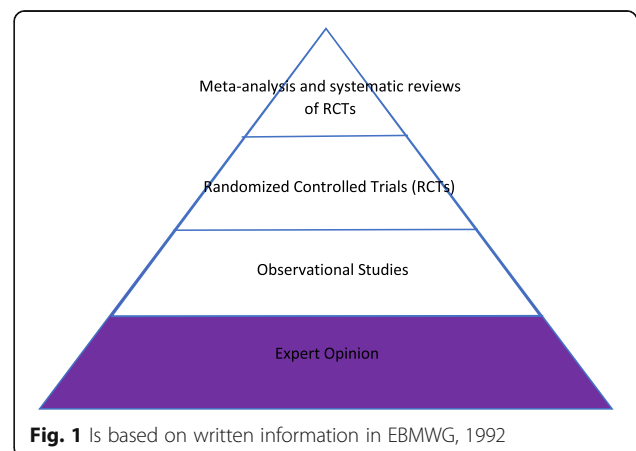 Meta-analysis and systematic reviews
of RCTs
Randomized Controlled Trials (RCTs)
Observational Studies
Expert Opinion
Fig. 1 Is based on written information in EBMWG, 1992